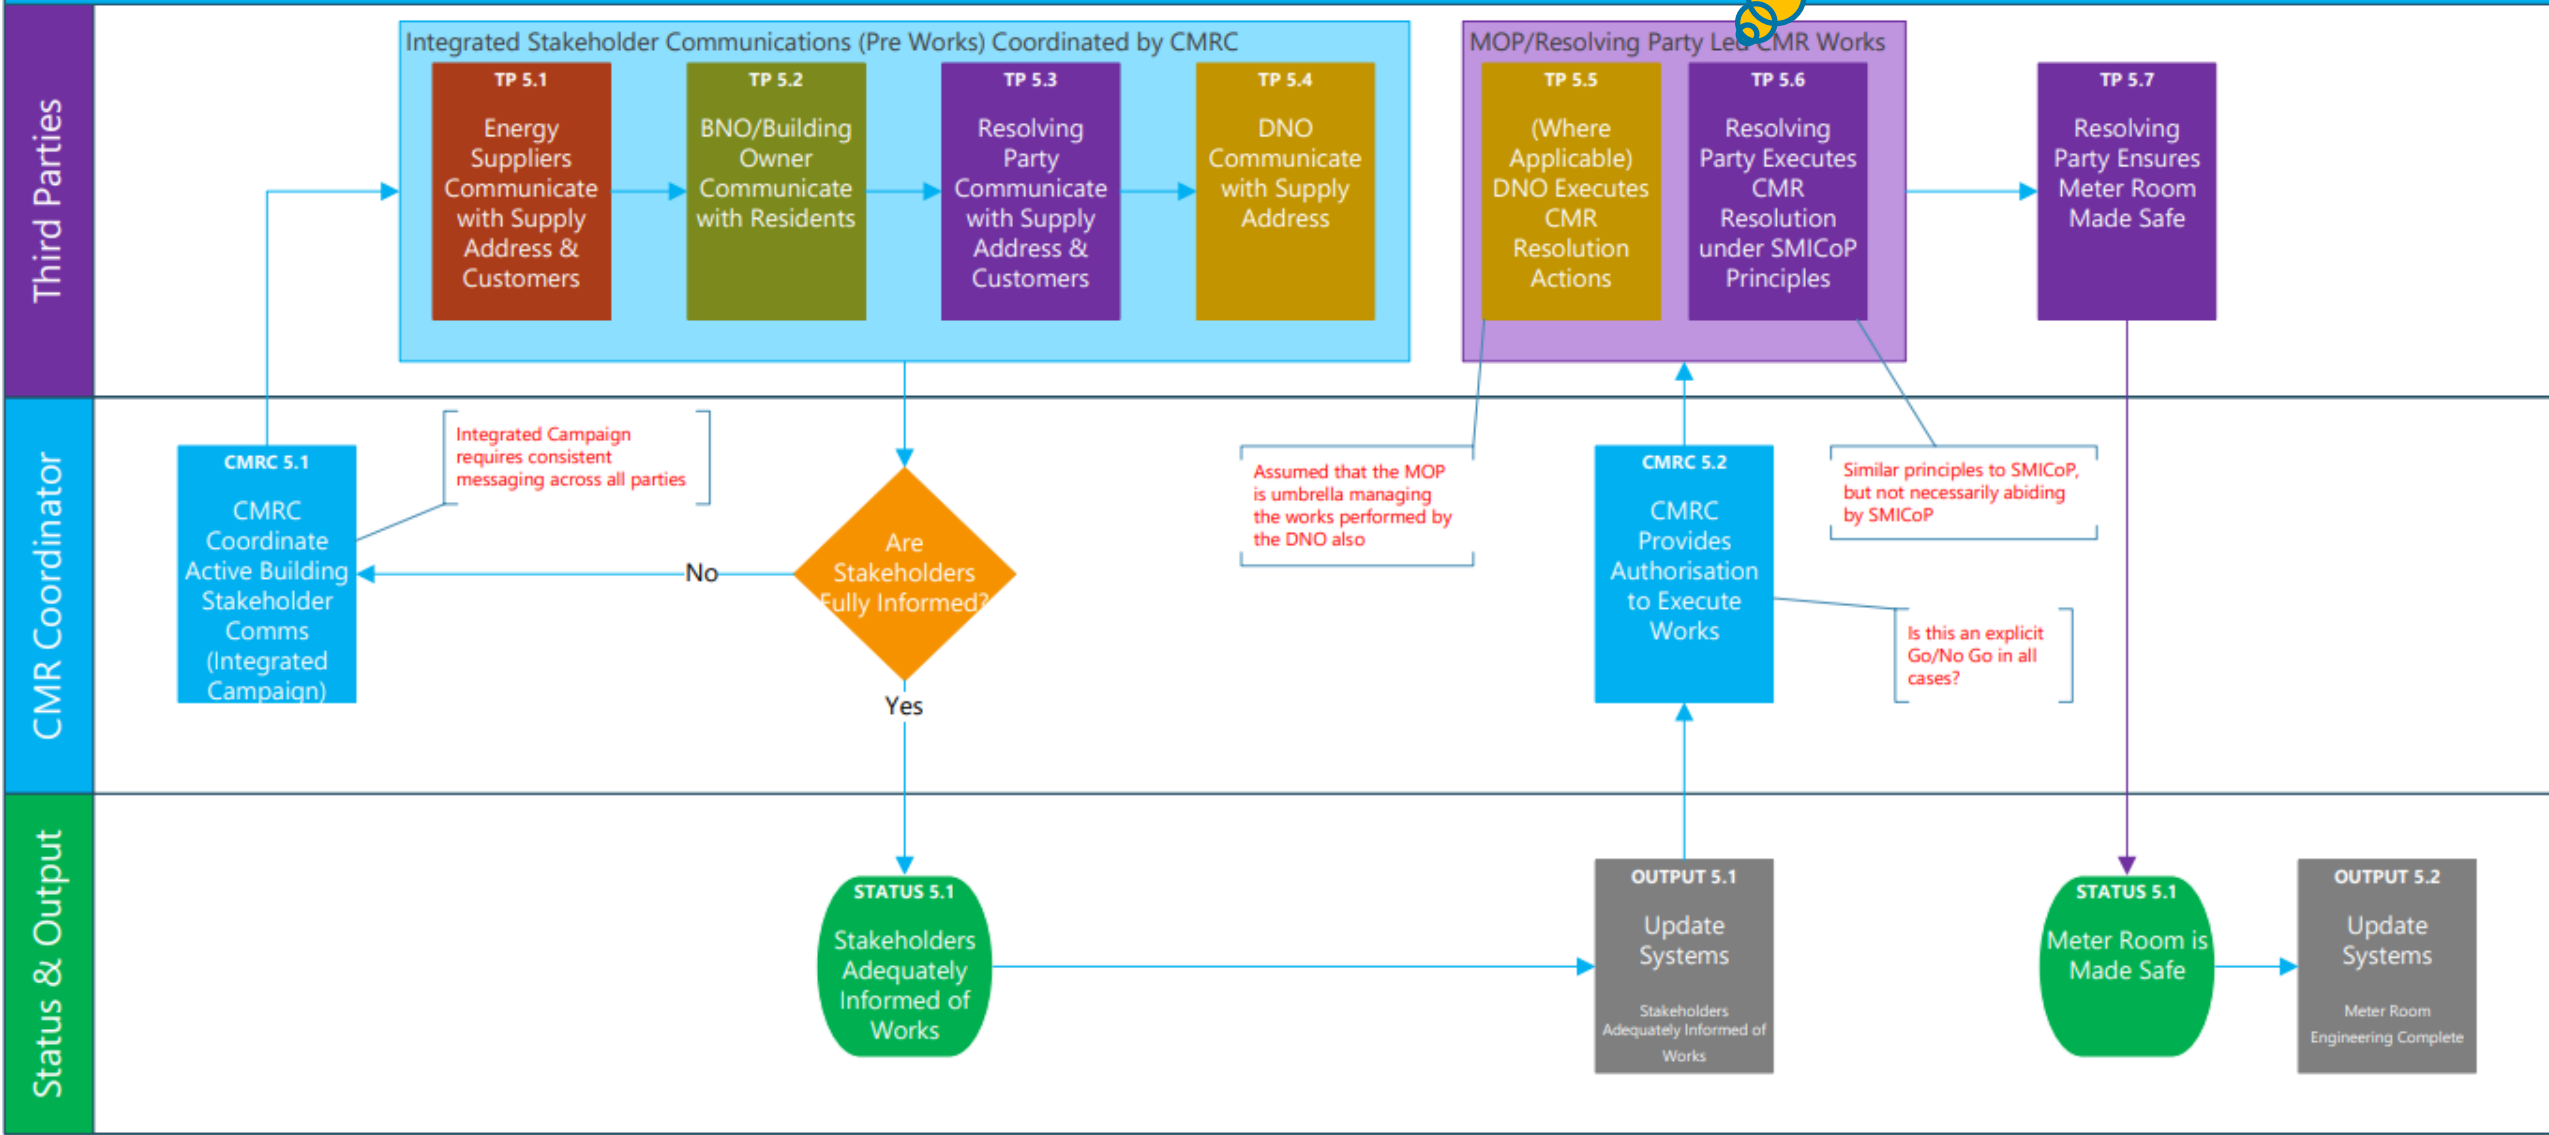 Third Parties
Integrated Stakeholder Communications (Pre Works) Coordinated by CMRC
TP 5.1
Energy
Suppliers
Communicate
with Supply
Address &
Customers
TP 5.2
BNO/Building
Owner
Communicate
with Residents
TP 5.3
Resolving
Party
Communicate
with Supply
Address &
Customers
TP 5.4
DNO
Communicate
with Supply
Address
MOP/Resolving Party Led CMR Works
TP 5.5
(Where
Applicable)
DNO Executes
CMR
Resolution
Actions
TP 5.6
Resolving
Party Executes
CMR
Resolution
under SMICoP
Principles
TP 5.7
Resolving
Party Ensures
Meter Room
Made Safe
CMR Coordinator
CMRC 5.1
CMRC
Coordinate
Active Building
Stakeholder
Comms
(Integrated
Campaign)
Integrated Campaign
requires consistent
messaging across all parties
No
Are
Stakeholders
Fully Informed?
Yes
Assumed that the MOP
is umbrella managing
the works performed by
the DNO also
CMRC 5.2
CMRC
Provides
Authorisation
to Execute
Works
Similar principles to SMICoP,
but not necessarily abiding
by SMICoP
Is this an explicit
Go/No Go in all
cases?
Status & Output
STATUS 5.1
Stakeholders
Adequately
Informed of
Works
OUTPUT 5.1
Update
Systems
Stakeholders
Adequately Informed of
Works
STATUS 5.1
Meter Room is
Made Safe
OUTPUT 5.2
Update
Systems
Meter Room
Engineering Complete